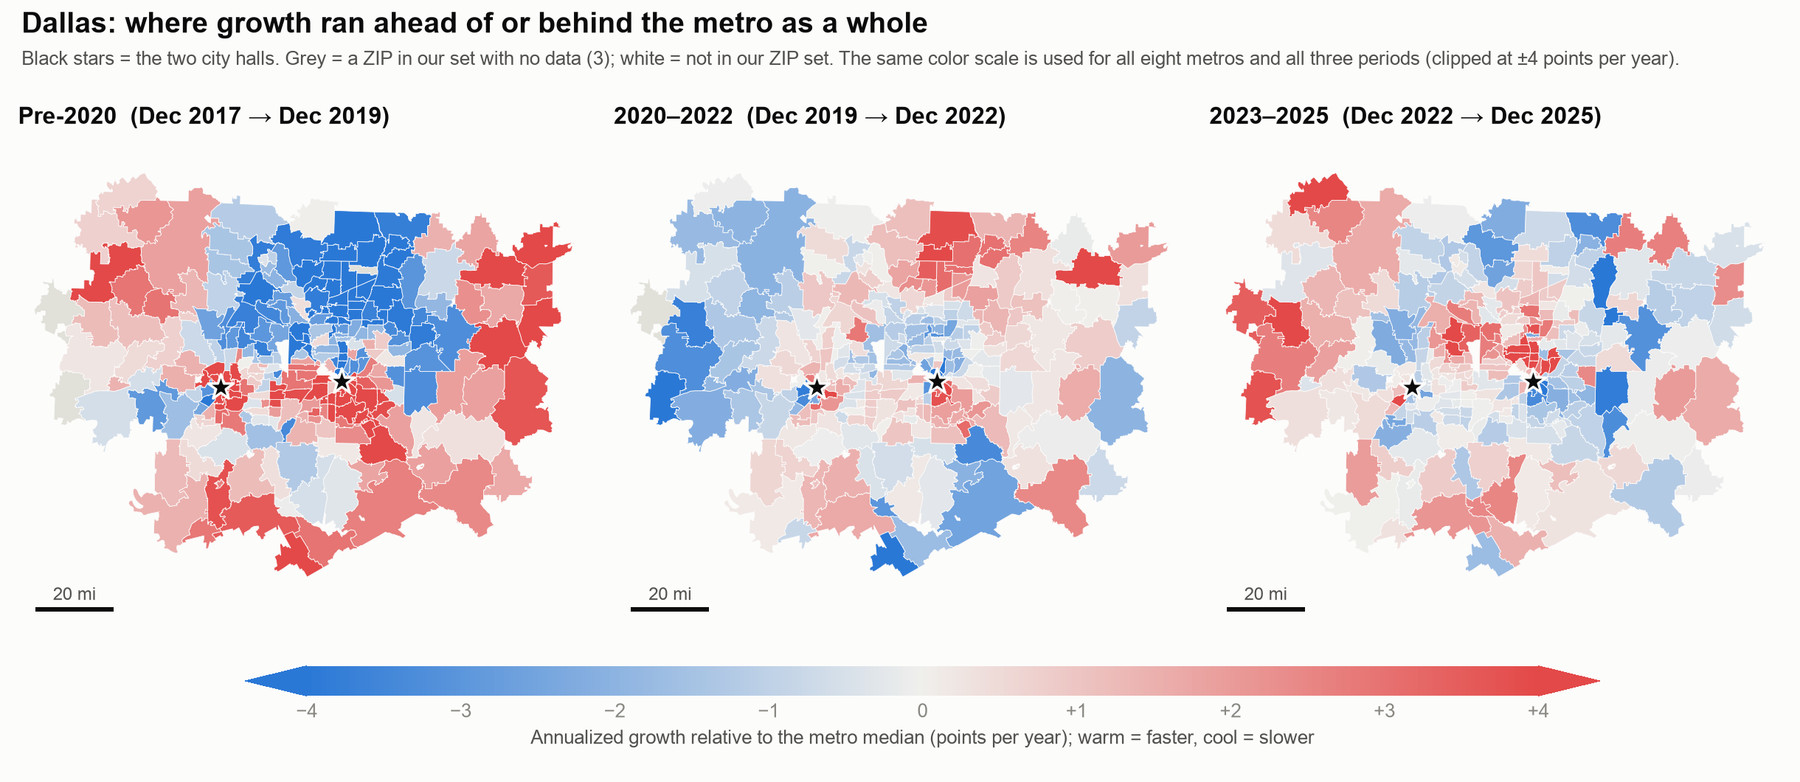 Dallas: where growth ran ahead of or behind the metro as a whole
Black stars = the two city halls. Grey = a ZIP in our set with no data (3); white = not in our ZIP set. The same color scale is used for all eight metros and all three periods (clipped at ±4 points per year).
Pre-2020 (Dec 2017 → Dec 2019)
2020–2022 (Dec 2019 → Dec 2022)
2023–2025 (Dec 2022 → Dec 2025)
20 mi
20 mi
20 mi
−4 −3 −2 −1 0 +1 +2 +3 +4
Annualized growth relative to the metro median (points per year); warm = faster, cool = slower